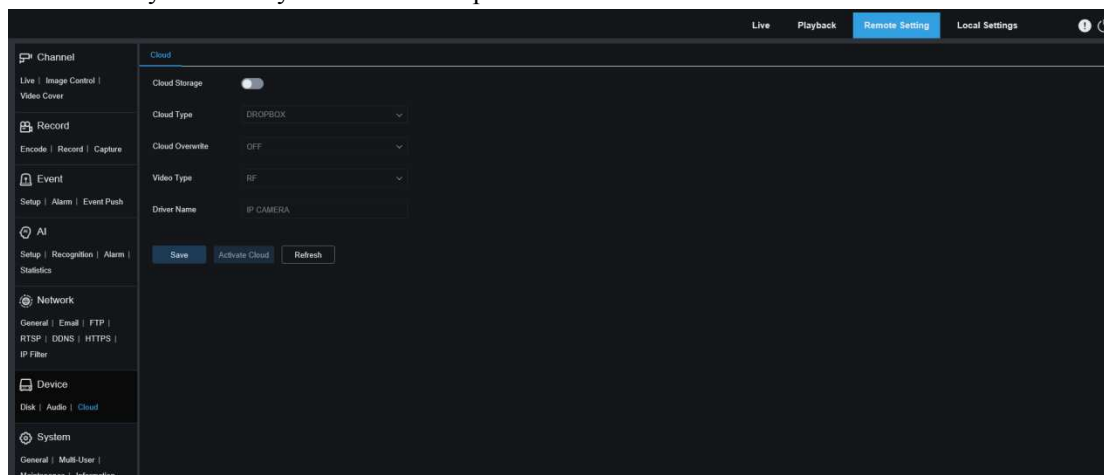 Live Playback Remote Setting Local Settings
Channel
Live | Image Control |
Video Cover
Record
Encode | Record | Capture
Event
Setup | Alarm | Event Push
AI
Setup | Recognition | Alarm |
Statistics
Network
General | Email | FTP |
RTSP | DDNS | HTTPS |
IP Filter
Device
Disk | Audio | Cloud
System
General | Multi-User |
Maintenance | Information
Cloud
Cloud Storage
Cloud Type DROPBOX
Cloud Overwrite OFF
Video Type RF
Driver Name IP CAMERA
Save Activate Cloud Refresh